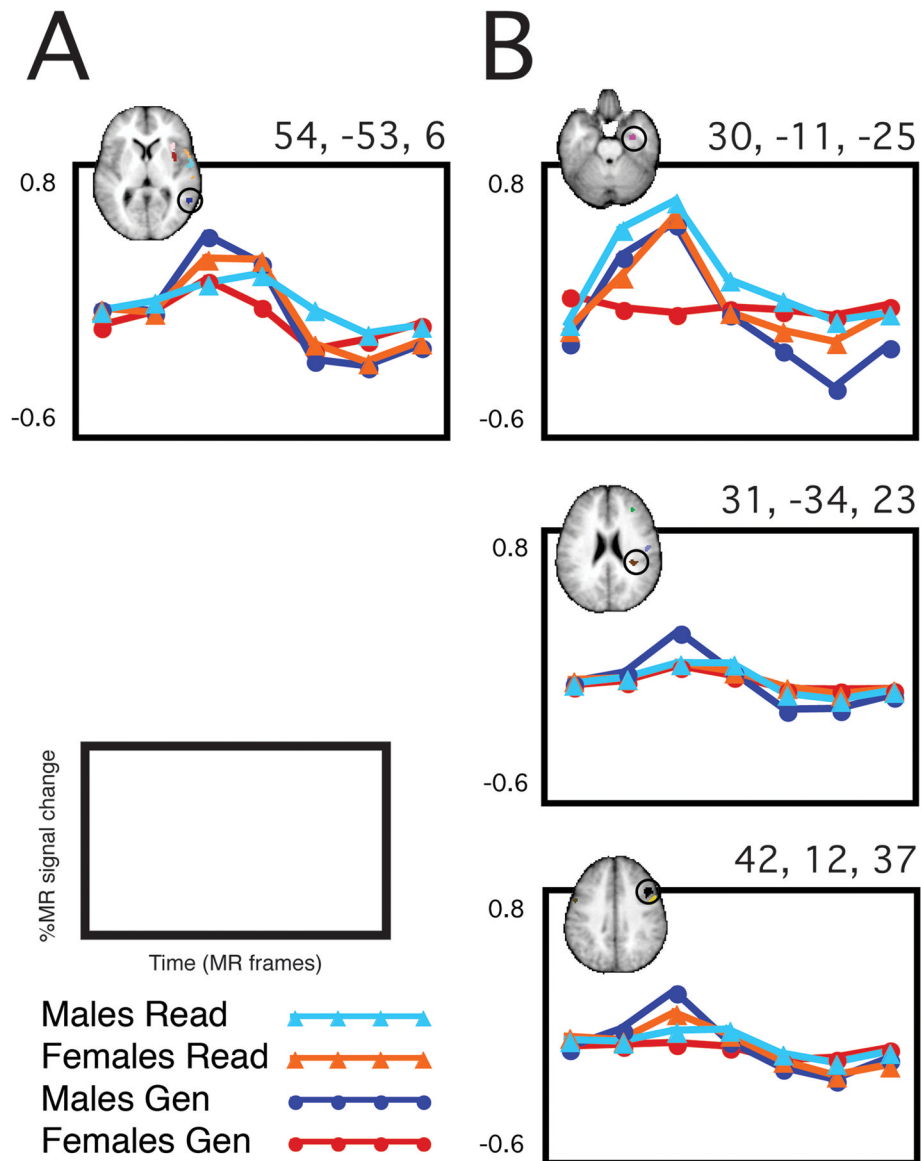 A
54, -53, 6
0.8
-0.6
B
30, -11, -25
0.8
-0.6
31, -34, 23
0.8
-0.6
42, 12, 37
0.8
-0.6
%MR signal change
Time (MR frames)
Males Read
Females Read
Males Gen
Females Gen